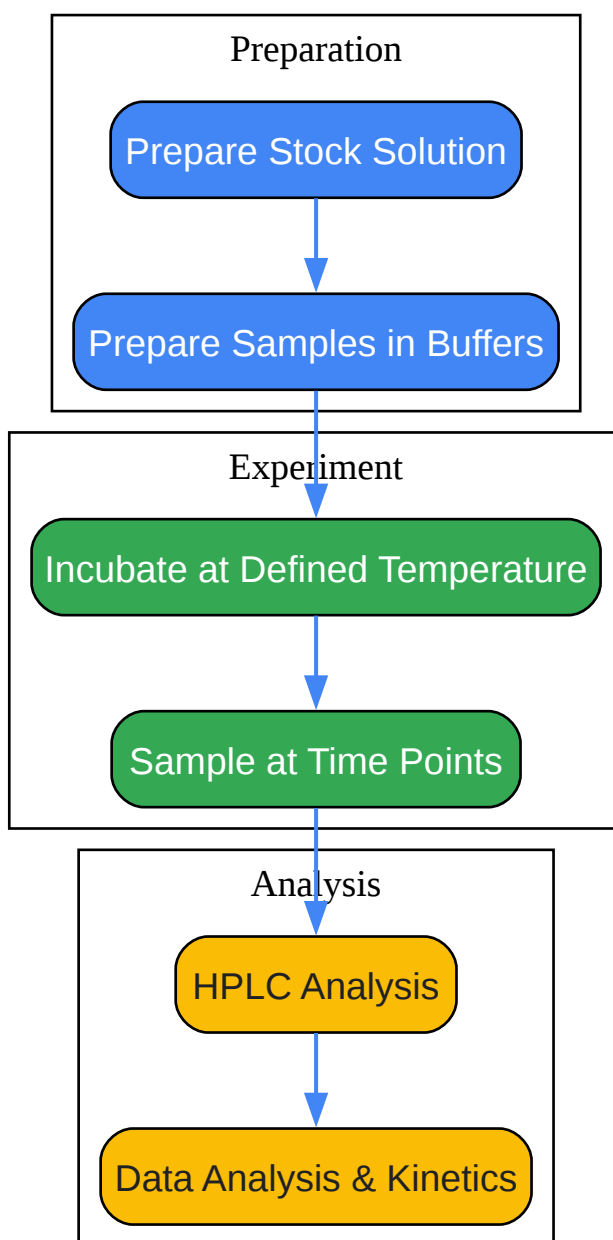 Preparation
Prepare Stock Solution
Prepare Samples in Buffers
Experiment
Incubate at Defined Temperature
Sample at Time Points
Analysis
HPLC Analysis
Data Analysis & Kinetics